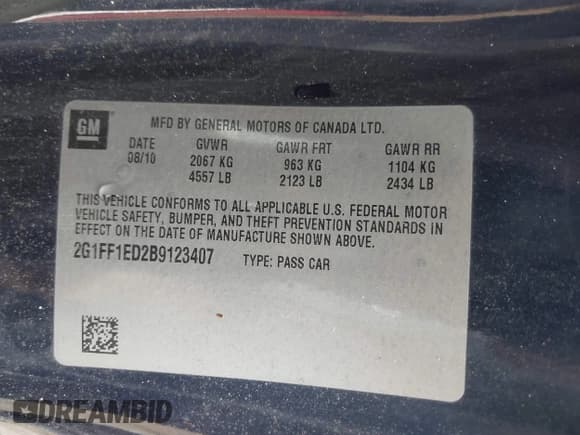 GM
MFD BY GENERAL MOTORS OF CANADA LTD.
DATE GVWR GAWR FRT GAWR RR
08/10 2067 KG 963 KG 1104 KG
4557 LB 2123 LB 2434 LB
THIS VEHICLE CONFORMS TO ALL APPLICABLE U.S. FEDERAL MOTOR
VEHICLE SAFETY, BUMPER, AND THEFT PREVENTION STANDARDS IN
EFFECT ON THE DATE OF MANUFACTURE SHOWN ABOVE.
2G1FF1ED2B9123407 TYPE: PASS CAR
DREAMBID